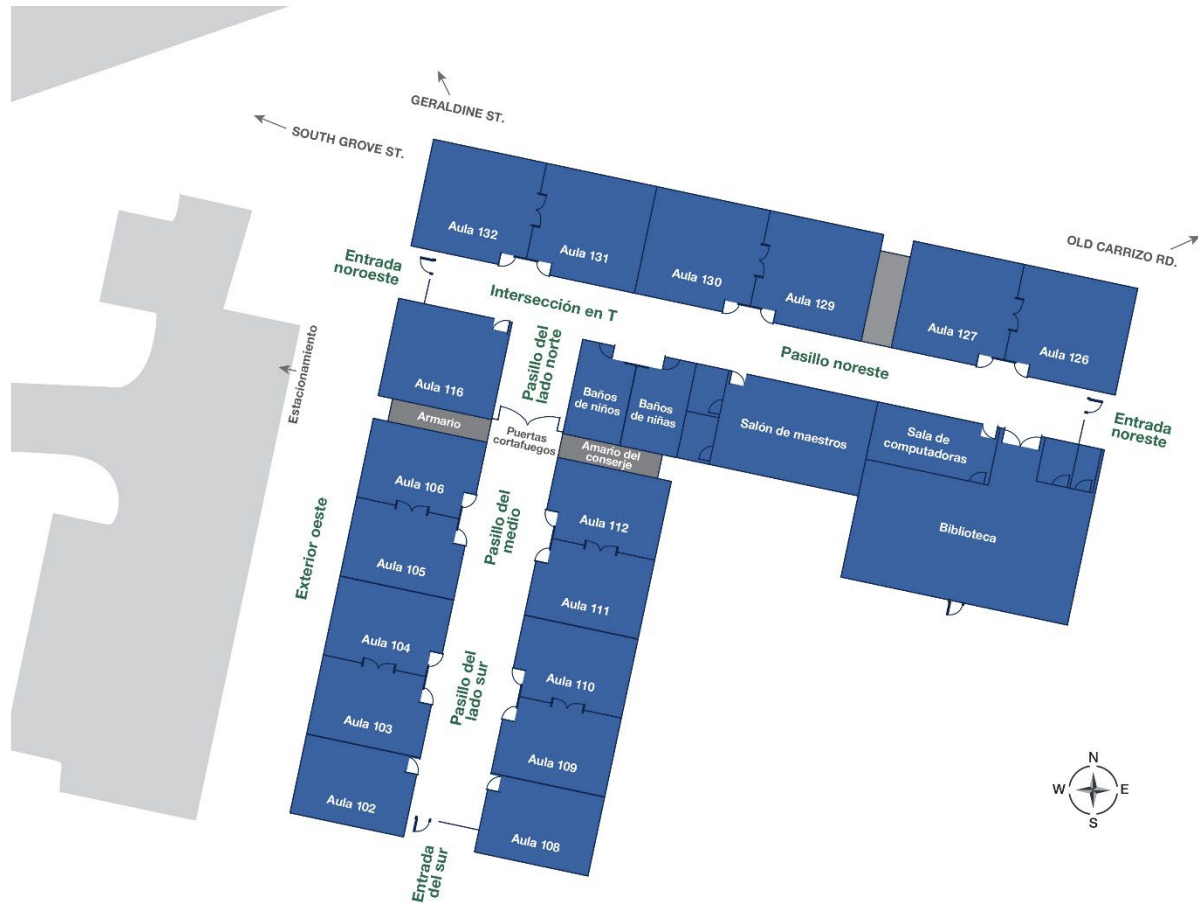 GERALDINE ST.
SOUTH GROVE ST.
OLD CARRIZO RD.
Aula 132
Aula 131
Aula 130
Aula 129
Aula 127
Aula 126
Entrada
noroeste
Intersección en T
Pasillo noreste
Estacionamiento
Aula 116
Pasillo del
lado norte
Baños
de niños
Baños
de niñas
Salón de maestros
Sala de
computadoras
Entrada
noreste
Armario
Puertas
cortafuegos
Amario del
conserje
Aula 106
Aula 112
Biblioteca
Pasillo del
medio
Exterior oeste
Aula 105
Aula 111
Aula 104
Aula 110
Pasillo del
lado sur
Aula 103
Aula 109
Aula 102
Aula 108
Entrada
del sur
N
W E
S